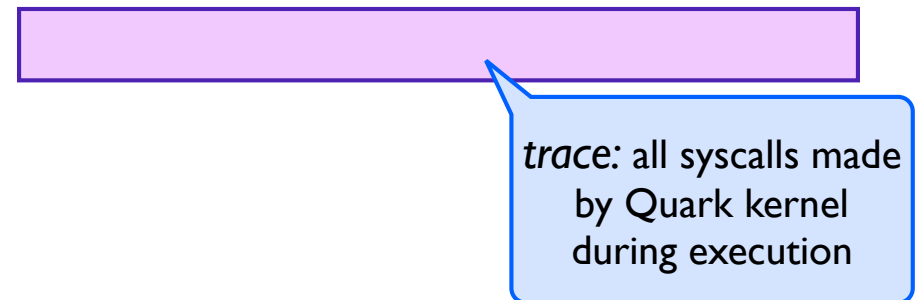 trace: all syscalls made
by Quark kernel
during execution